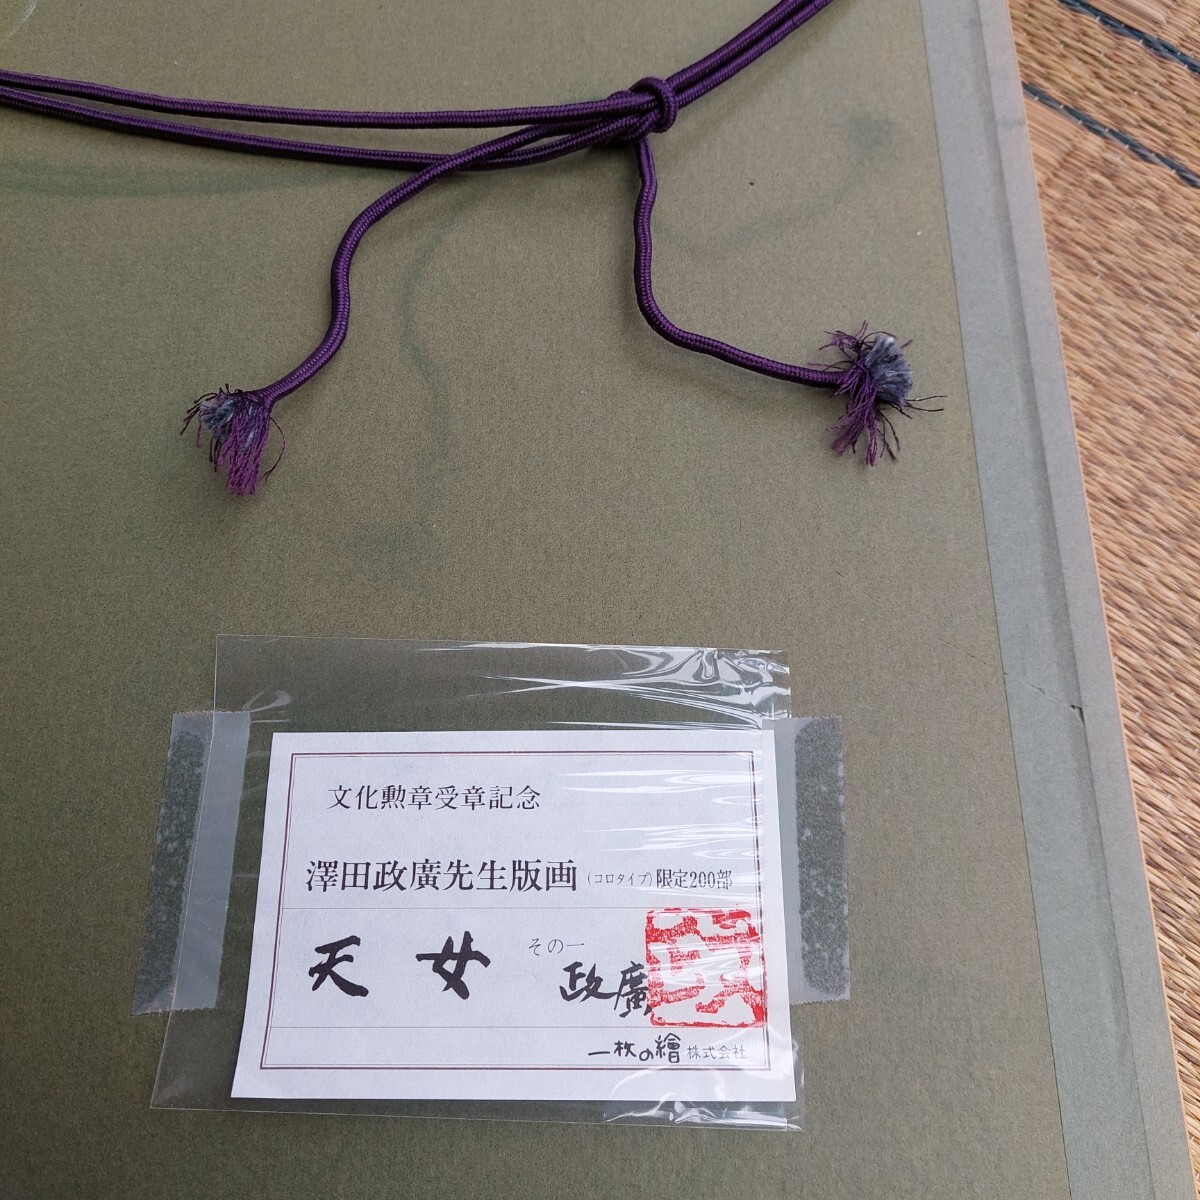 文化勲章受章記念
澤田政廣先生版画(コロタイプ)限定200部
天女 その一
政廣
一枚の繪株式会社